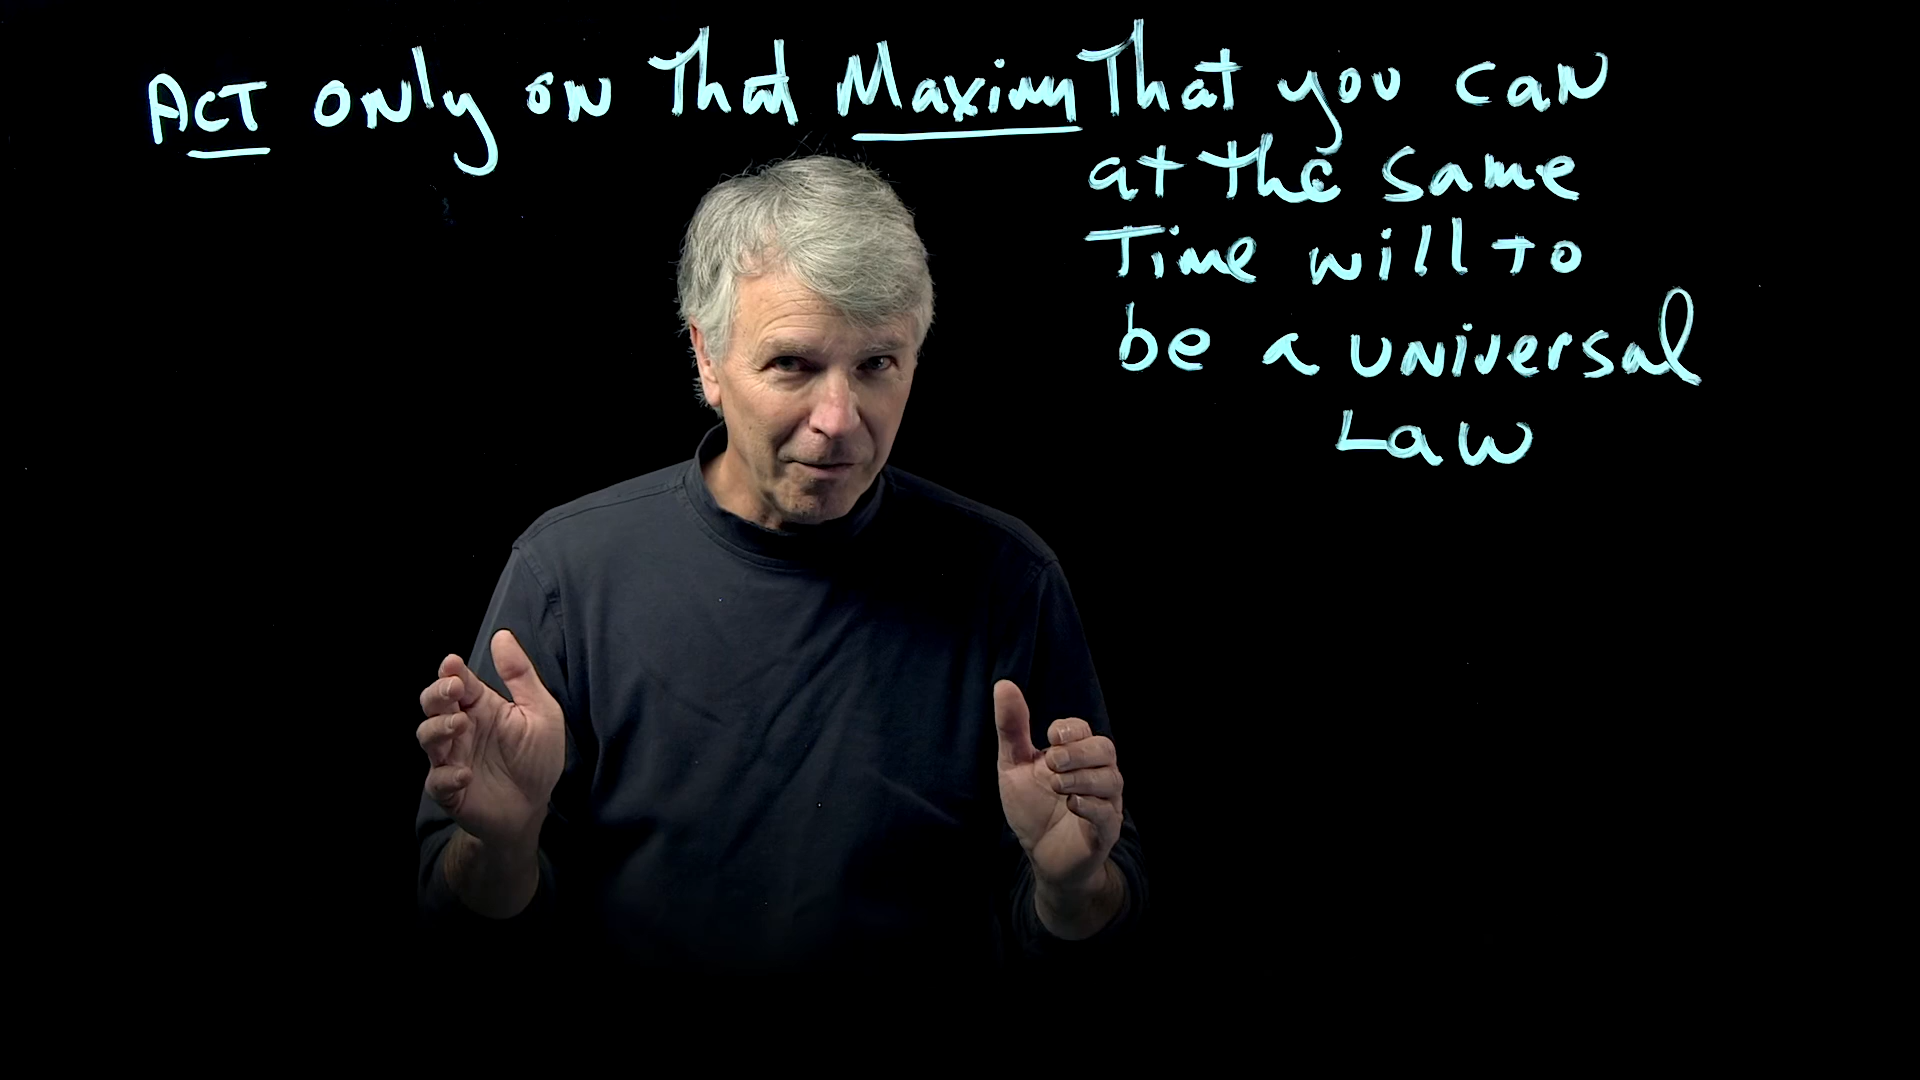 ACT only on that Maxim that you can
at the same
Time will to
be a universal
Law